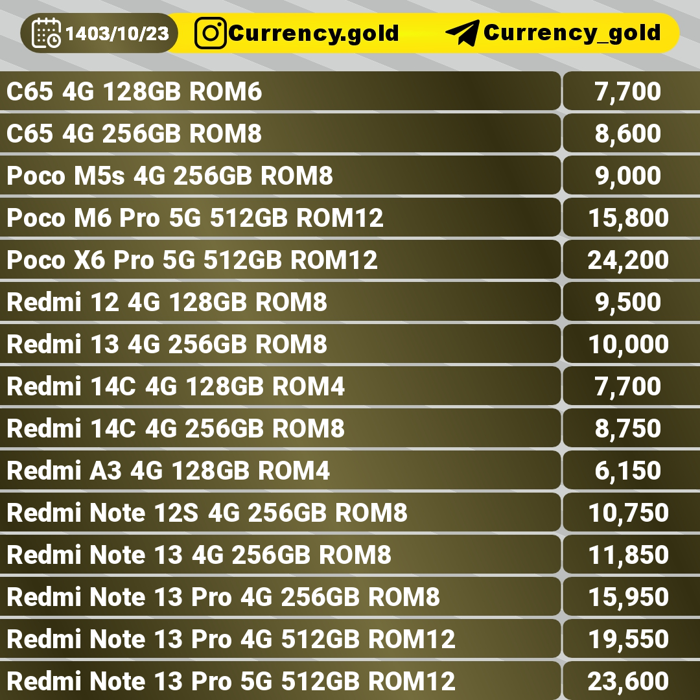 1403/10/23 Currency.gold Currency_gold
C65 4G 128GB ROM6 7,700
C65 4G 256GB ROM8 8,600
Poco M5s 4G 256GB ROM8 9,000
Poco M6 Pro 5G 512GB ROM12 15,800
Poco X6 Pro 5G 512GB ROM12 24,200
Redmi 12 4G 128GB ROM8 9,500
Redmi 13 4G 256GB ROM8 10,000
Redmi 14C 4G 128GB ROM4 7,700
Redmi 14C 4G 256GB ROM8 8,750
Redmi A3 4G 128GB ROM4 6,150
Redmi Note 12S 4G 256GB ROM8 10,750
Redmi Note 13 4G 256GB ROM8 11,850
Redmi Note 13 Pro 4G 256GB ROM8 15,950
Redmi Note 13 Pro 4G 512GB ROM12 19,550
Redmi Note 13 Pro 5G 512GB ROM12 23,600